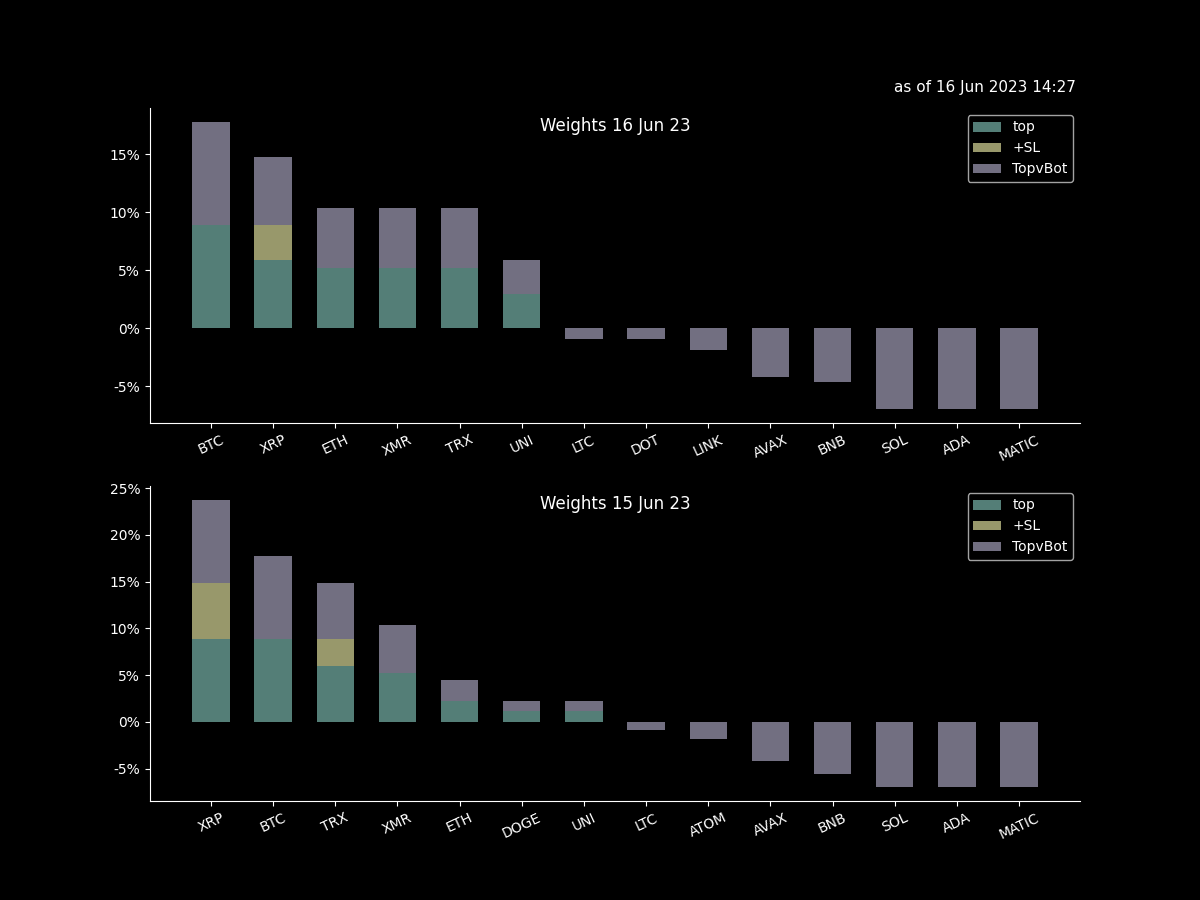 as of 16 Jun 2023 14:27
Weights 16 Jun 23
top
+SL
TopvBot
15%
10%
5%
0%
-5%
BTC XRP ETH XMR TRX UNI LTC DOT LINK AVAX BNB SOL ADA MATIC
Weights 15 Jun 23
top
+SL
TopvBot
25%
20%
15%
10%
5%
0%
-5%
XRP BTC TRX XMR ETH DOGE UNI LTC ATOM AVAX BNB SOL ADA MATIC